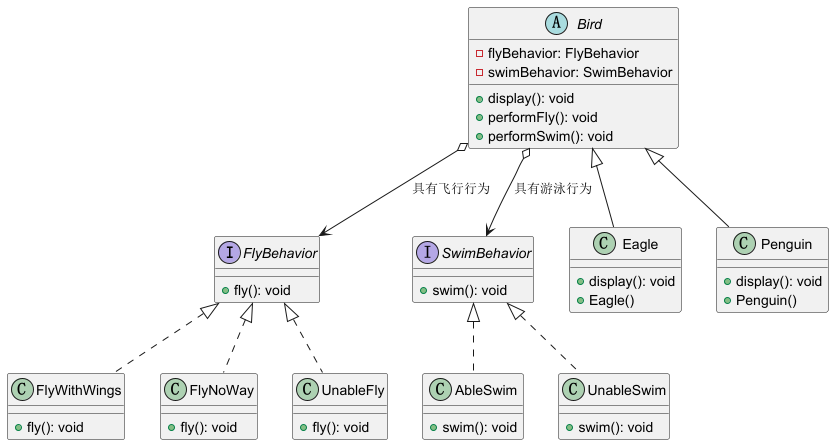 A Bird
flyBehavior: FlyBehavior
swimBehavior: SwimBehavior
display(): void
performFly(): void
performSwim(): void
具有飞行行为
具有游泳行为
I FlyBehavior
fly(): void
I SwimBehavior
swim(): void
C Eagle
display(): void
Eagle()
C Penguin
display(): void
Penguin()
C FlyWithWings
fly(): void
C FlyNoWay
fly(): void
C UnableFly
fly(): void
C AbleSwim
swim(): void
C UnableSwim
swim(): void